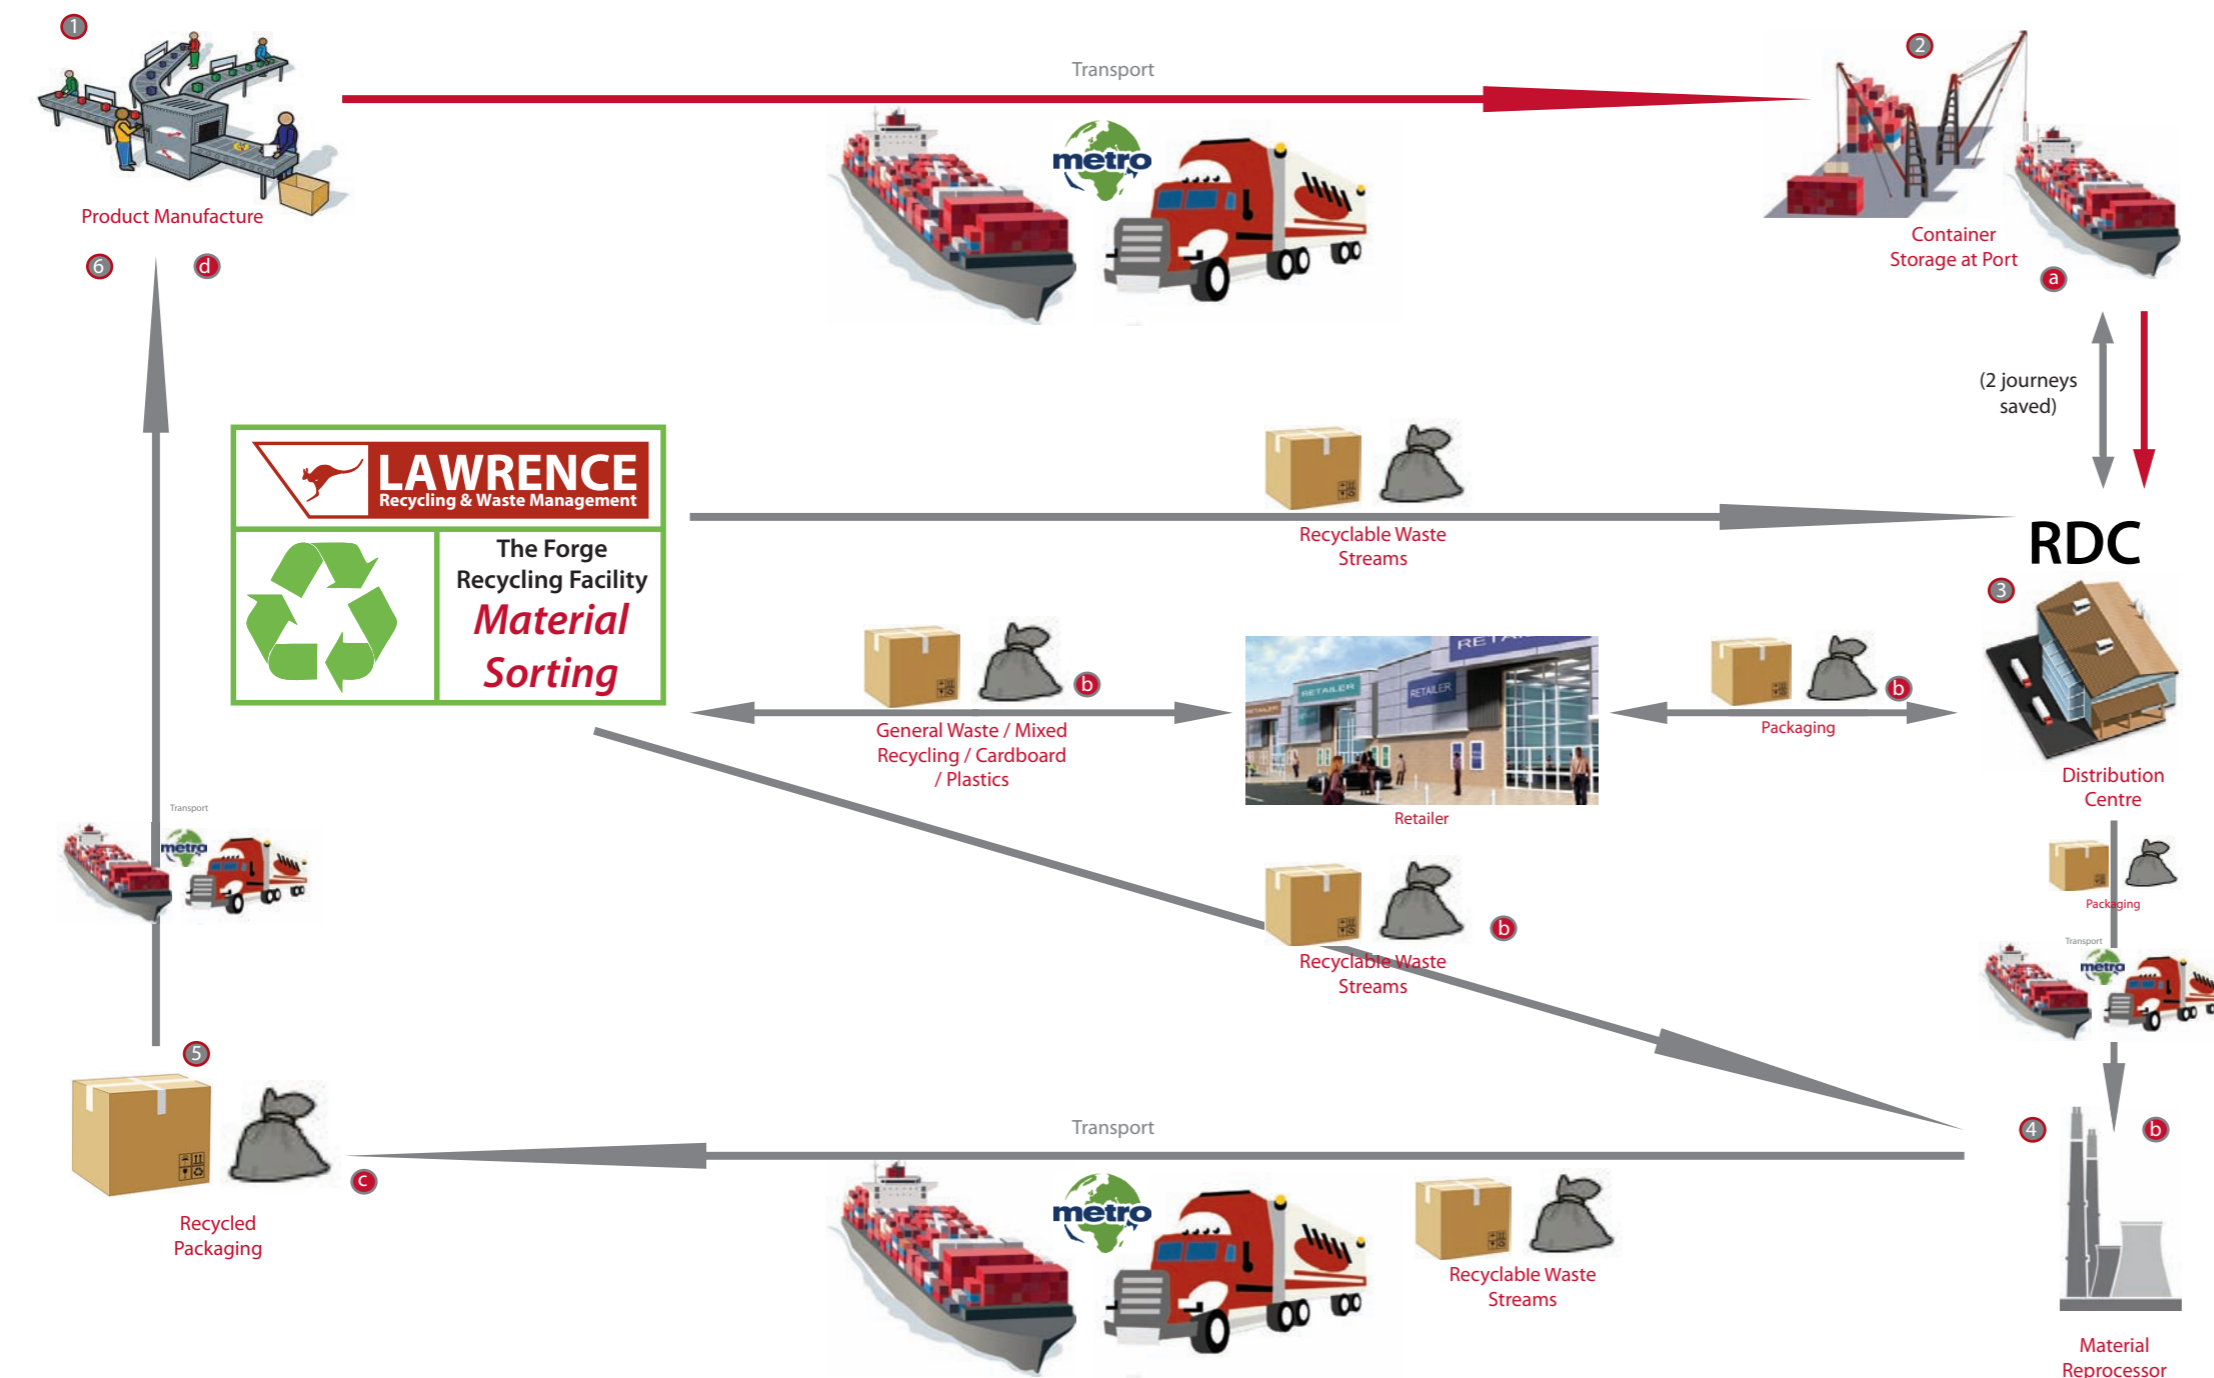 1
Transport
2
metro
Product Manufacture
Container
Storage at Port
6
d
a
(2 journeys
saved)
LAWRENCE
Recycling & Waste Management
The Forge
Recycling Facility
Material
Sorting
Recyclable Waste
Streams
RDC
3
b
General Waste / Mixed
Recycling / Cardboard
/ Plastics
RETAILER
RETAILER
RETAILER
Retailer
b
Packaging
Distribution
Centre
Transport
metro
Packaging
Recyclable Waste
Streams
b
Transport
metro
5
c
Recycled
Packaging
Transport
metro
Recyclable Waste
Streams
4
b
Material
Reprocessor